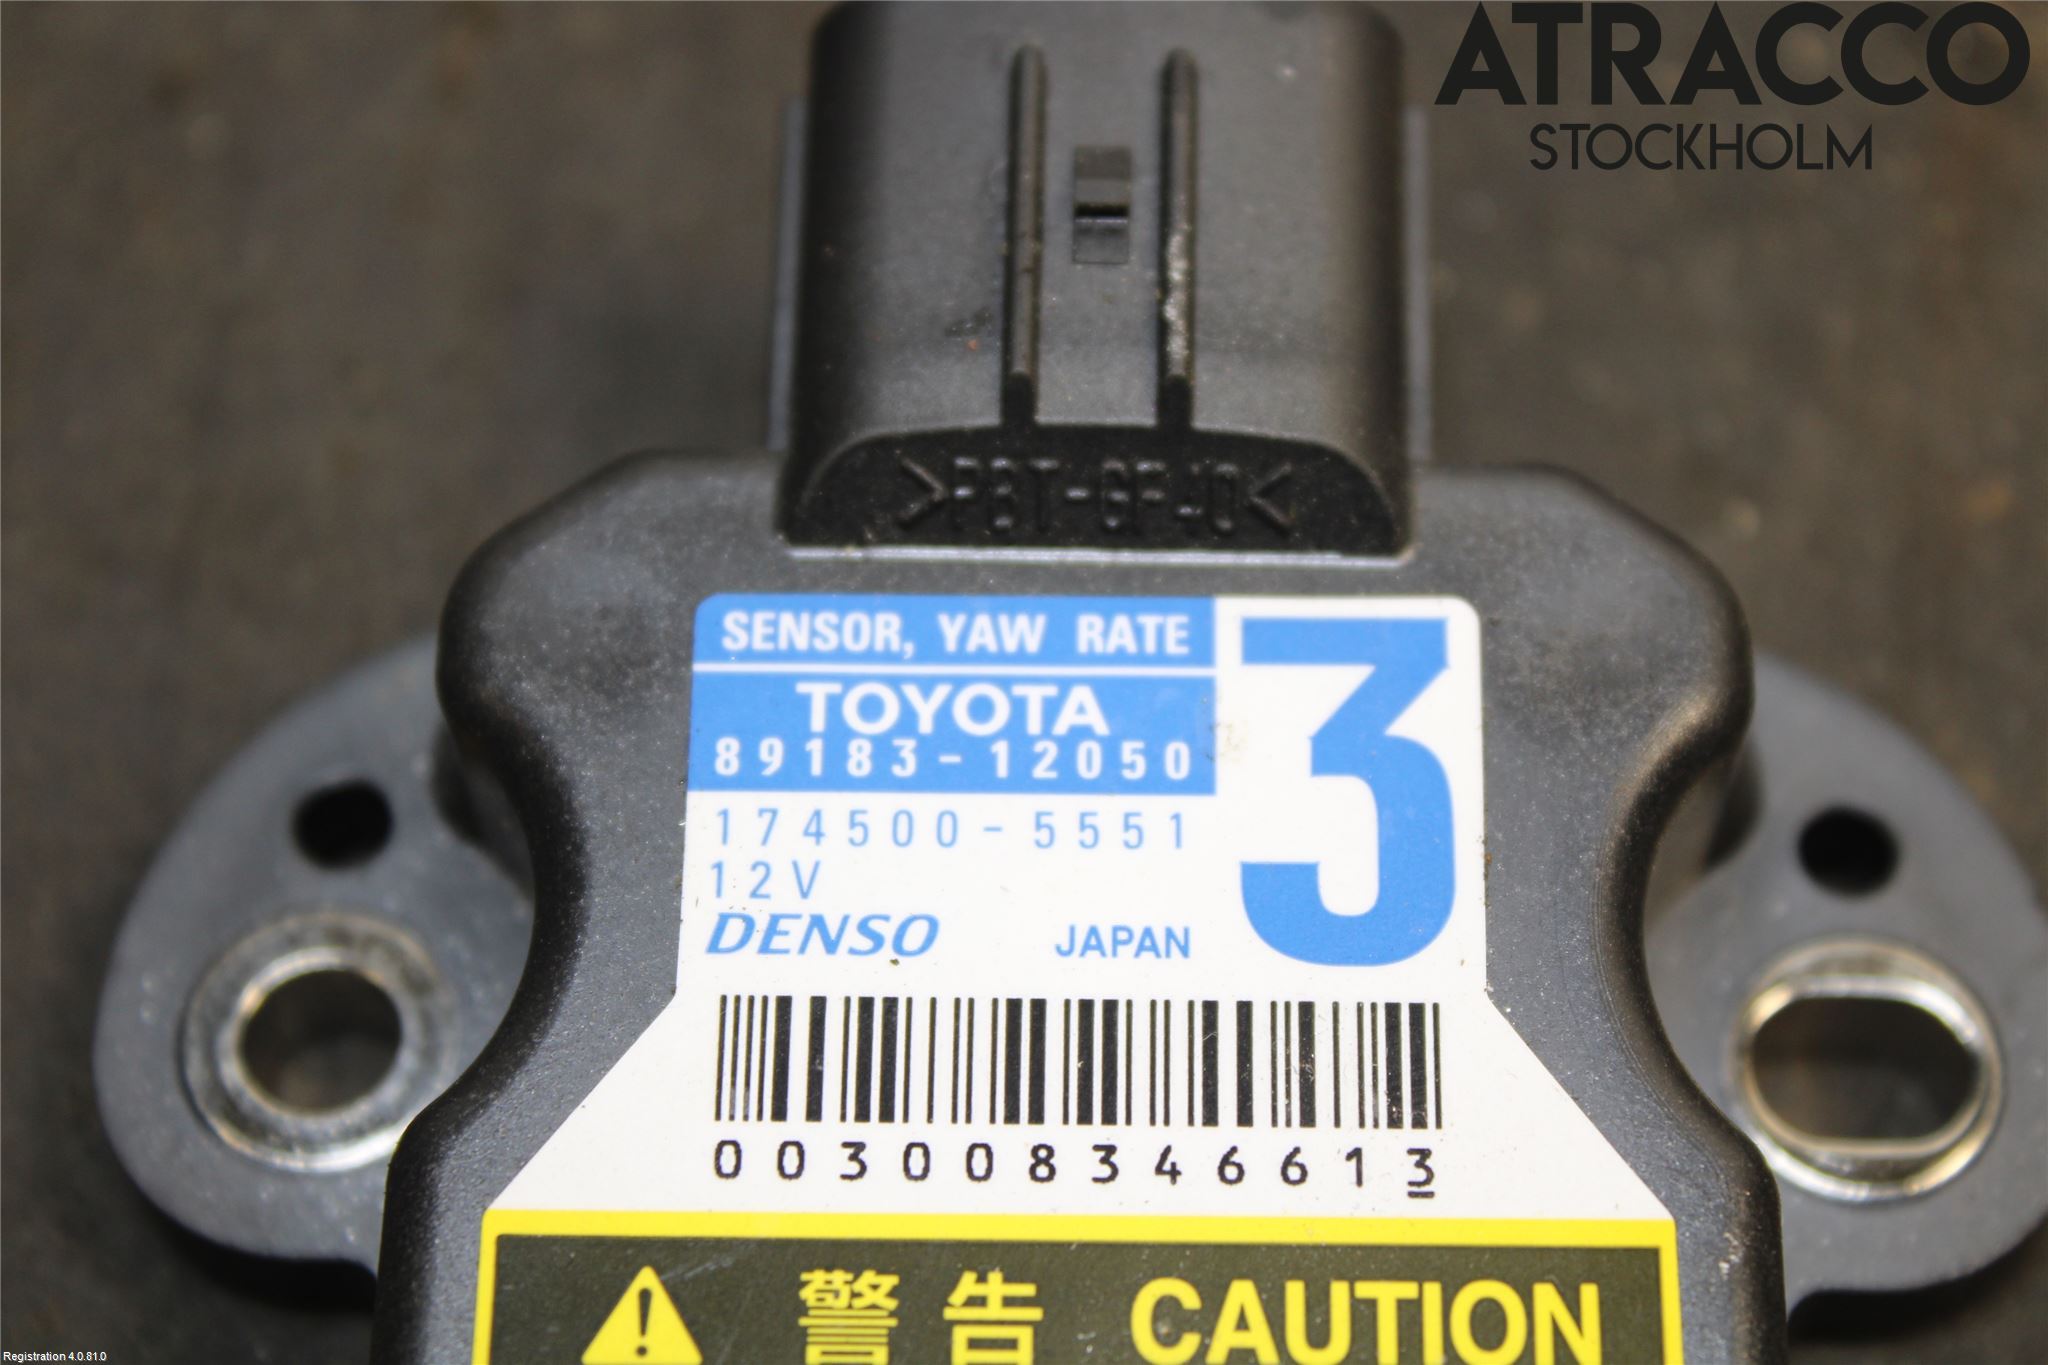 ATRACCO
STOCKHOLM
>PBT-GF40<
SENSOR, YAW RATE
3
TOYOTA
89183-12050
174500-5551
12V
DENSO JAPAN
003008346613
警告 CAUTION
Registration 4.0.81.0